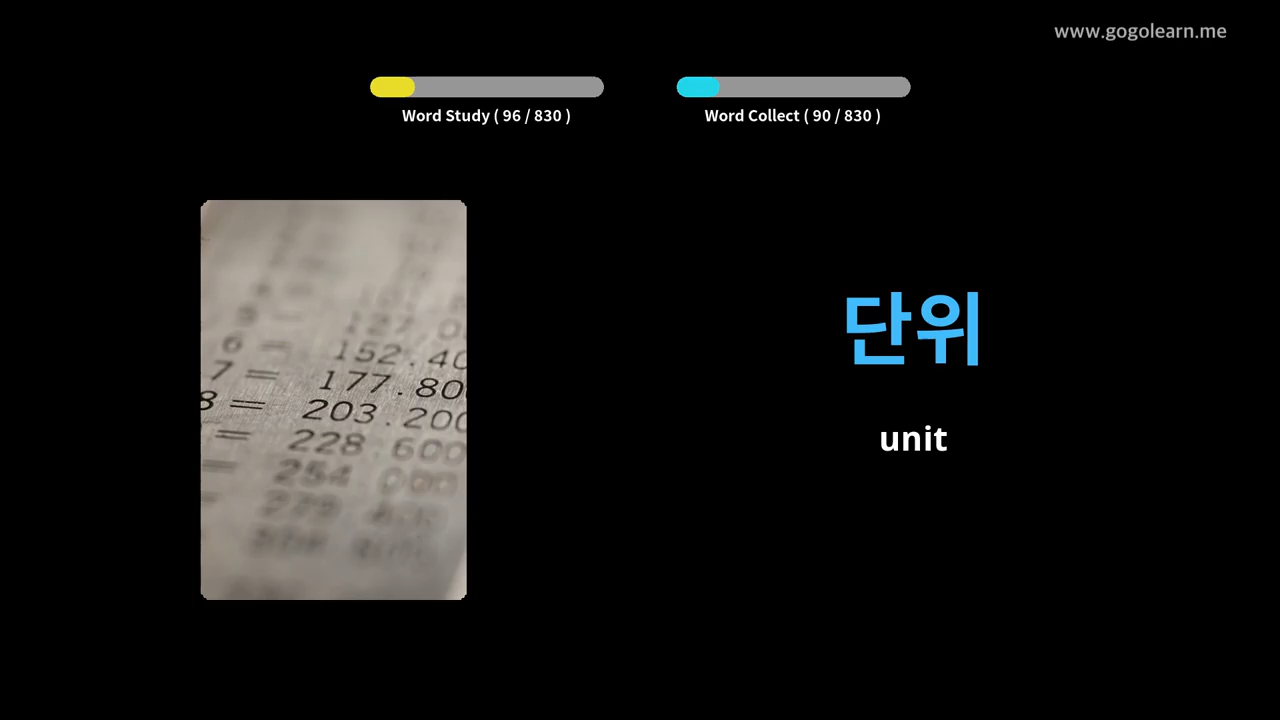 www.gogolearn.me
Word Study ( 96 / 830 )
Word Collect ( 90 / 830 )
6 = 152.40
7 = 177.80
8 = 203.200
= 228.600
= 254
단위
unit